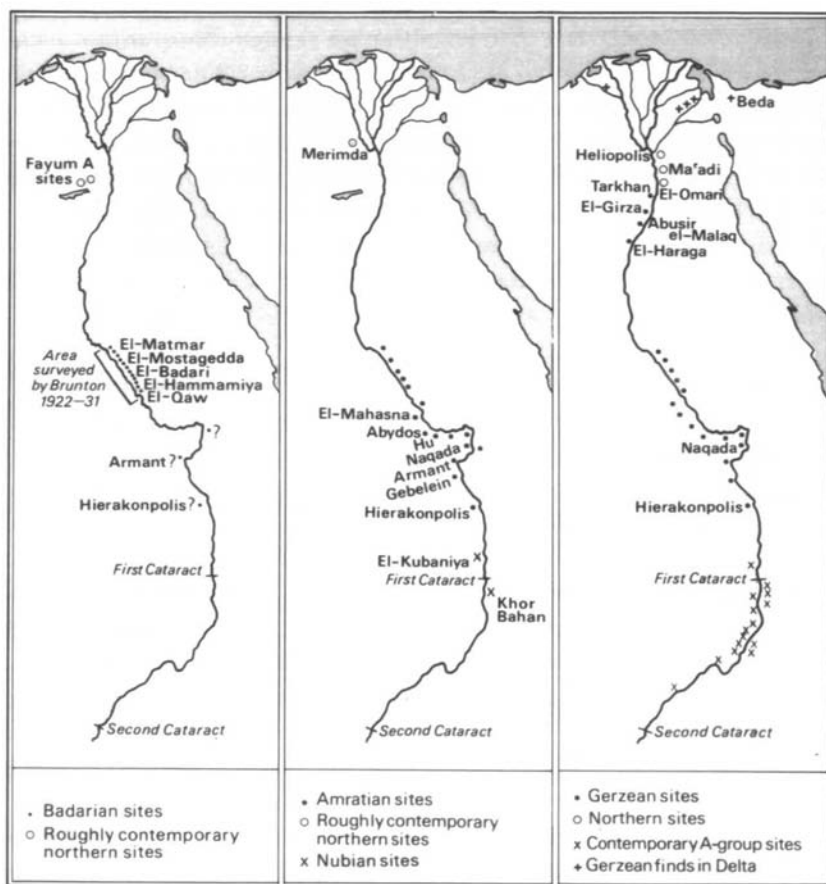 Fayum A
sites
El-Matmar
El-Mostagedda
El-Badari
El-Hammamiya
El-Qaw
Area
surveyed
by Brunton
1922–31
?
Armant ?
Hierakonpolis ?
First Cataract
Second Cataract
• Badarian sites
○ Roughly contemporary
northern sites
Merimda
El-Mahasna
Abydos
Hu
Naqada
Armant
Gebelein
Hierakonpolis
El-Kubaniya
First Cataract
Khor
Bahan
Second Cataract
• Amratian sites
○ Roughly contemporary
northern sites
x Nubian sites
Beda
Heliopolis
Ma'adi
Tarkhan
El-Omari
El-Girza
Abusir
el-Malaq
El-Haraga
Naqada
Hierakonpolis
First Cataract
Second Cataract
• Gerzean sites
○ Northern sites
x Contemporary A-group sites
+ Gerzean finds in Delta